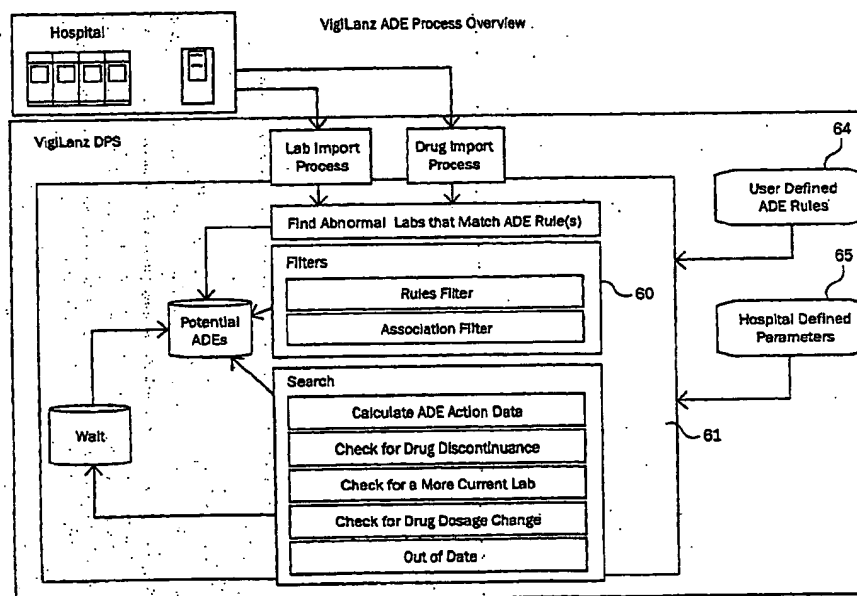 VigiLanz ADE Process Overview
Hospital
VigiLanz DPS
Lab Import
Process
Drug Import
Process
64
User Defined
ADE Rules
Find Abnormal Labs that Match ADE Rule(s)
Filters
Rules Filter
Association Filter
60
65
Hospital Defined
Parameters
Potential
ADEs
Search
Calculate ADE Action Data
Check for Drug Discontinuance
Check for a More Current Lab
Check for Drug Dosage Change
Out of Date
Wait
61